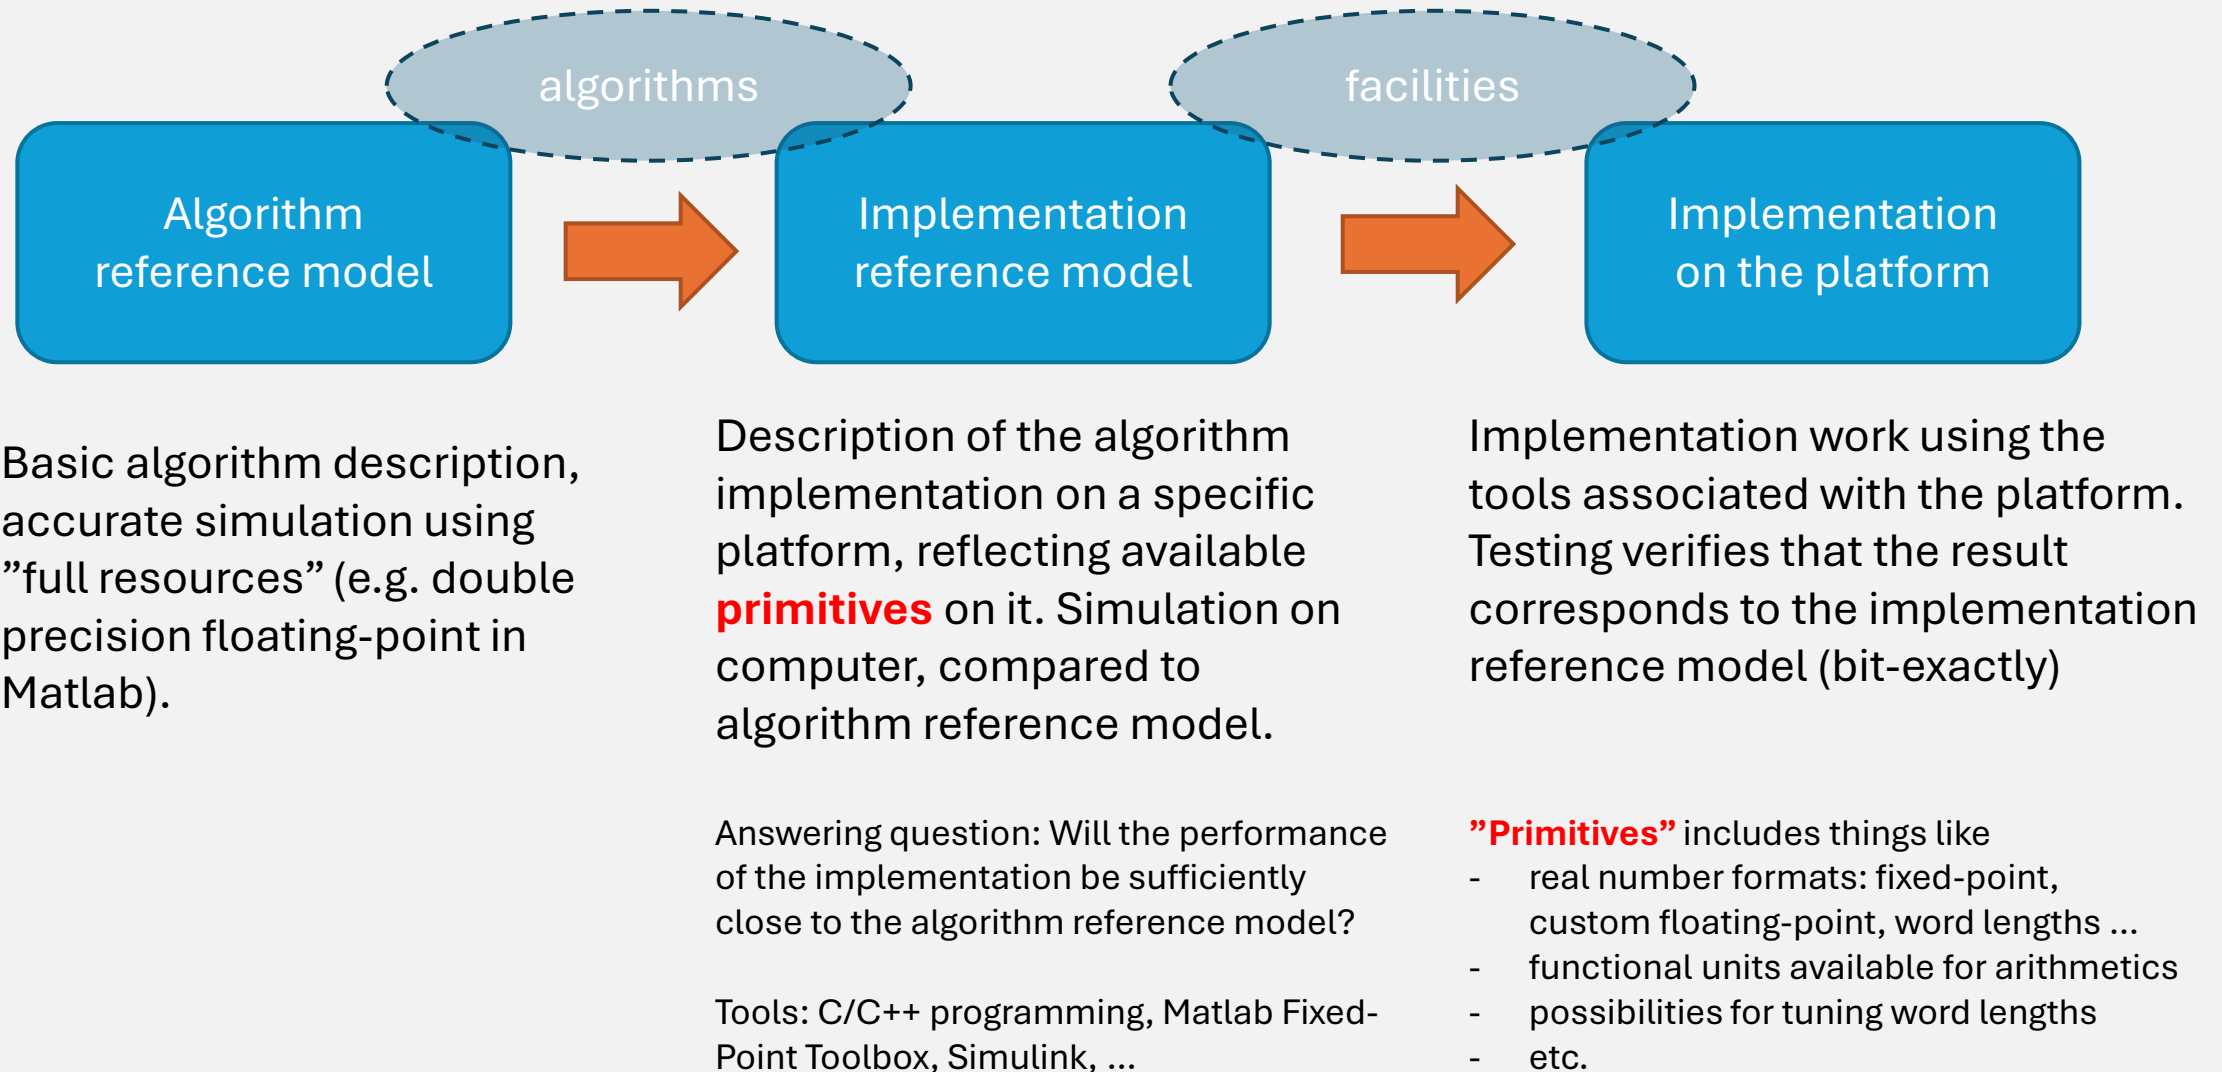 algorithms
facilities
Algorithm
reference model
Implementation
reference model
Implementation
on the platform
Basic algorithm description,
accurate simulation using
”full resources” (e.g. double
precision floating-point in
Matlab).
Description of the algorithm
implementation on a specific
platform, reflecting available
primitives on it. Simulation on
computer, compared to
algorithm reference model.
Answering question: Will the performance
of the implementation be sufficiently
close to the algorithm reference model?
Tools: C/C++ programming, Matlab Fixed-
Point Toolbox, Simulink, ...
Implementation work using the
tools associated with the platform.
Testing verifies that the result
corresponds to the implementation
reference model (bit-exactly)
”Primitives” includes things like
- real number formats: fixed-point,
custom floating-point, word lengths ...
- functional units available for arithmetics
- possibilities for tuning word lengths
- etc.